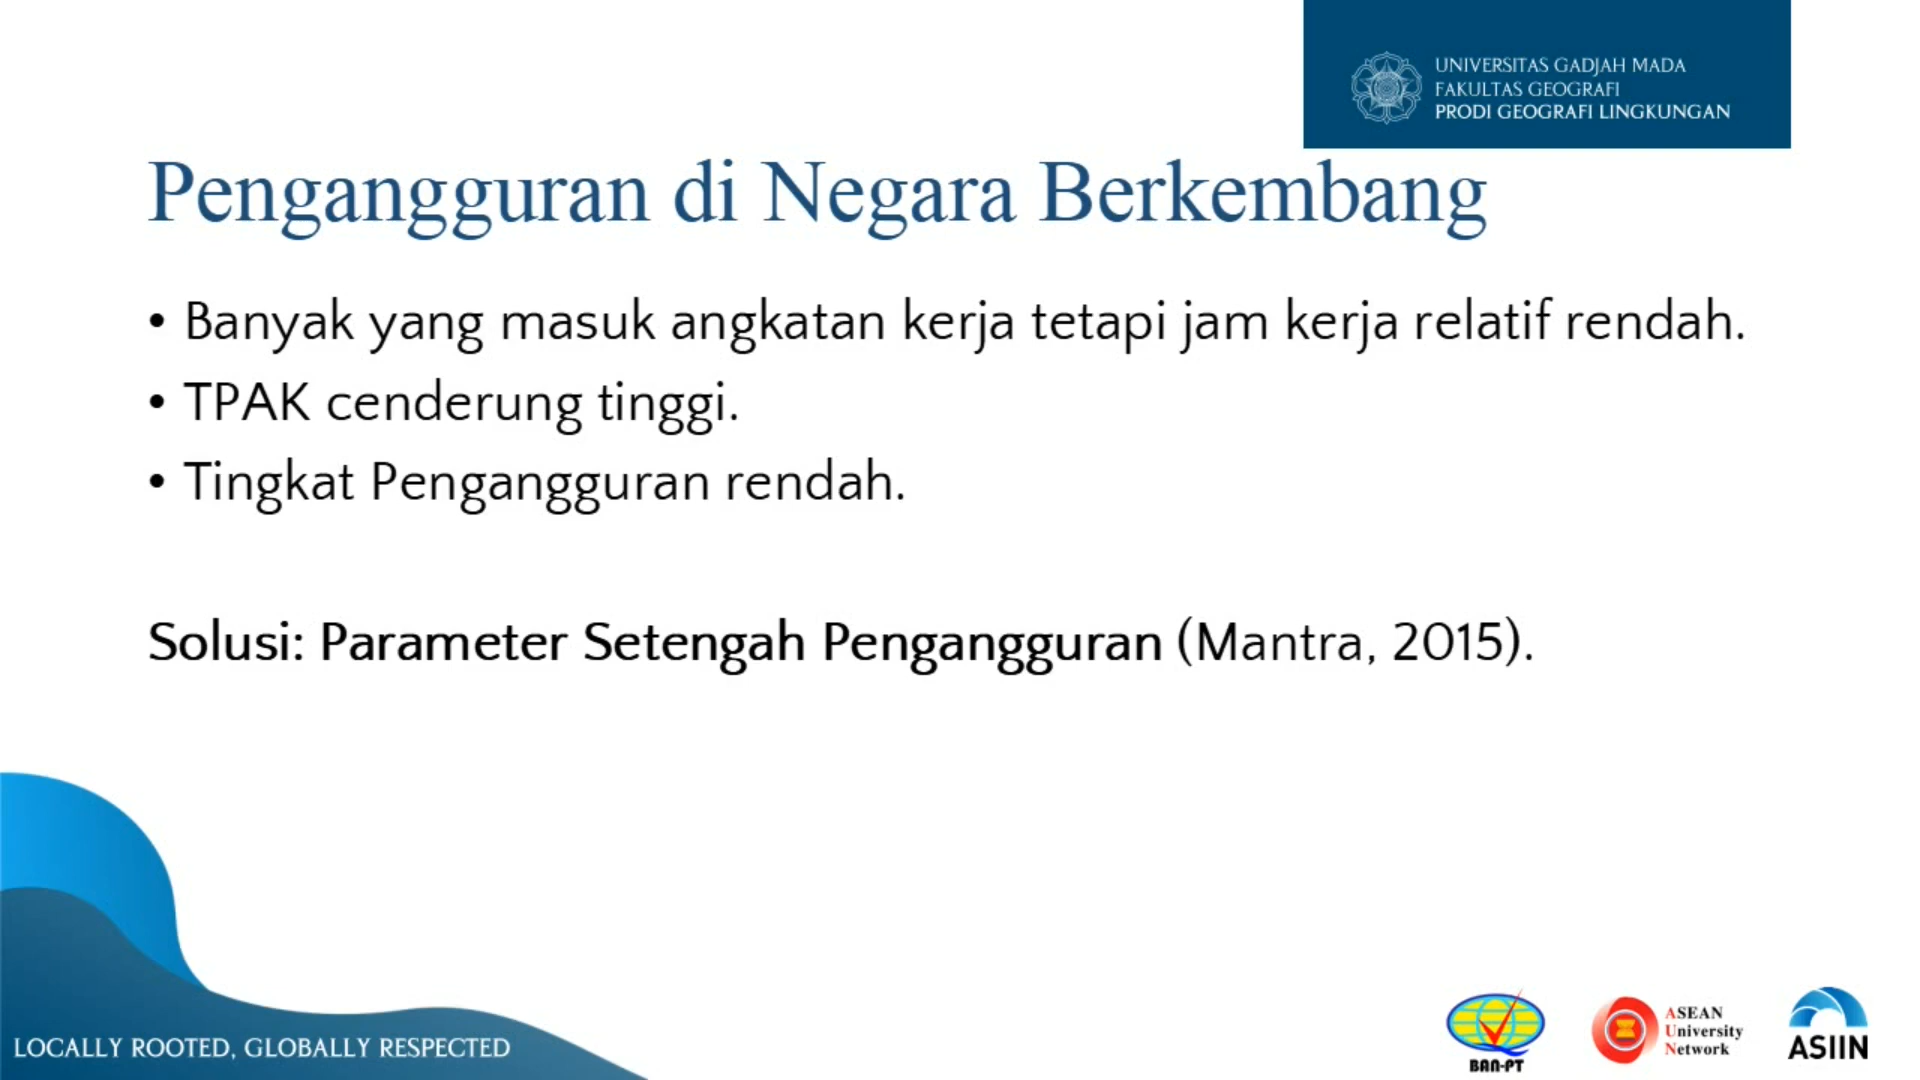 UNIVERSITAS GADJAH MADA
FAKULTAS GEOGRAFI
PRODI GEOGRAFI LINGKUNGAN
Pengangguran di Negara Berkembang
• Banyak yang masuk angkatan kerja tetapi jam kerja relatif rendah.
• TPAK cenderung tinggi.
• Tingkat Pengangguran rendah.
Solusi: Parameter Setengah Pengangguran (Mantra, 2015).
LOCALLY ROOTED, GLOBALLY RESPECTED
BAN-PT
ASEAN
University
Network
ASIIN